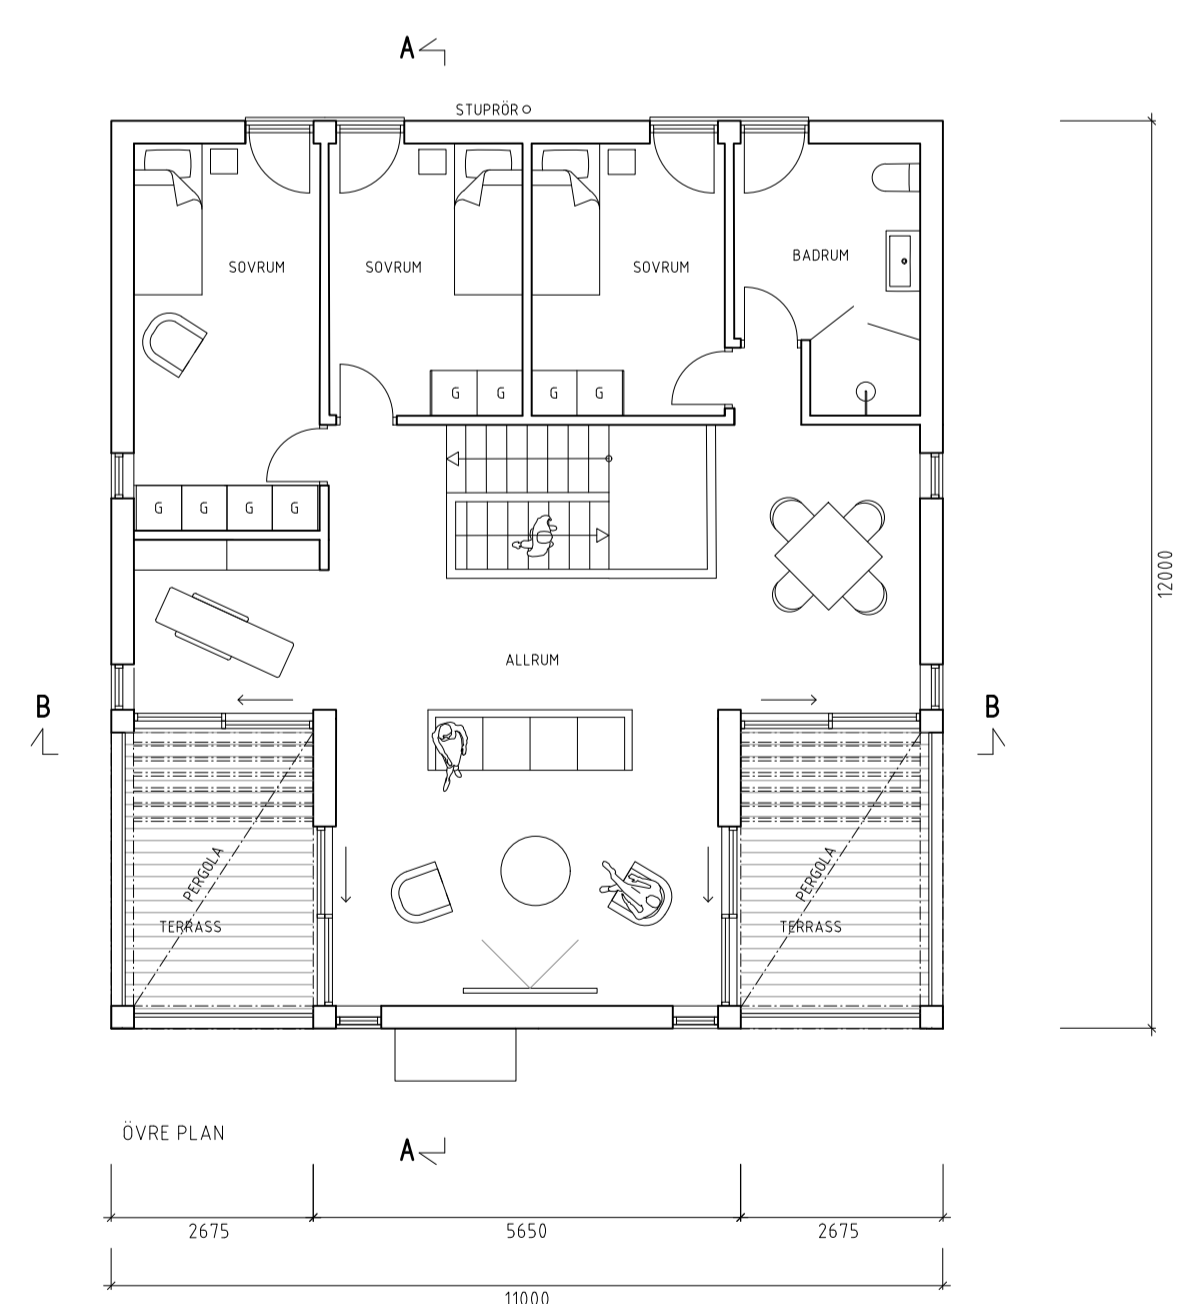 A
STUPRÖR
SOVRUM SOVRUM SOVRUM BADRUM
G G G G
G G G G
12000
ALLRUM
B B
PERGOLA PERGOLA
TERRASS TERRASS
ÖVRE PLAN
A
2675 5650 2675
11000